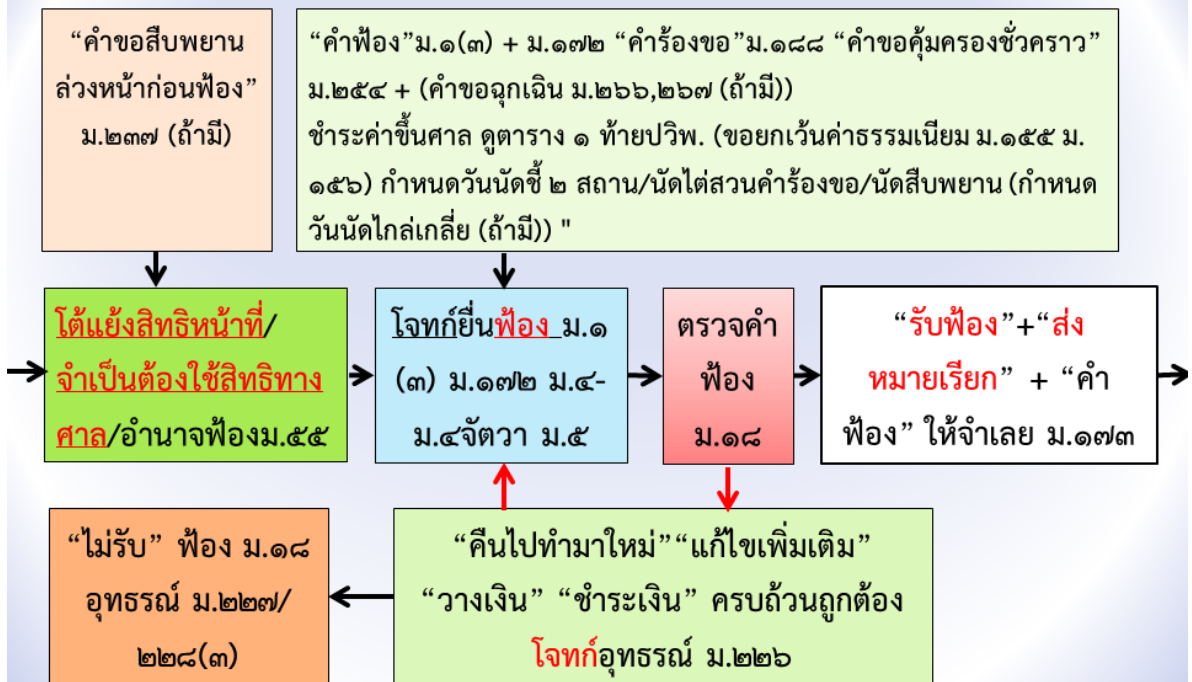 “คำขอสืบพยาน
ล่วงหน้าก่อนฟ้อง”
ม.๒๓๗ (ถ้ามี)
“คำฟ้อง”ม.๑(๓) + ม.๑๗๒ “คำร้องขอ”ม.๑๘๘ “คำขอคุ้มครองชั่วคราว”
ม.๒๕๔ + (คำขอฉุกเฉิน ม.๒๖๖,๒๖๗ (ถ้ามี))
ชำระค่าขึ้นศาล ดูตาราง ๑ ท้ายปวิพ. (ขอยกเว้นค่าธรรมเนียม ม.๑๕๕ ม.
๑๕๖) กำหนดวันนัดชี้ ๒ สถาน/นัดไต่สวนคำร้องขอ/นัดสืบพยาน (กำหนด
วันนัดไกล่เกลี่ย (ถ้ามี)) "
โต้แย้งสิทธิหน้าที่/
จำเป็นต้องใช้สิทธิทาง
ศาล/อำนาจฟ้องม.๕๕
โจทก์ยื่นฟ้อง ม.๑
(๓) ม.๑๗๒ ม.๔-
ม.๔จัตวา ม.๕
ตรวจคำ
ฟ้อง
ม.๑๘
“รับฟ้อง”+“ส่ง
หมายเรียก” + “คำ
ฟ้อง” ให้จำเลย ม.๑๗๓
“ไม่รับ” ฟ้อง ม.๑๘
อุทธรณ์ ม.๒๒๗/
๒๒๘(๓)
“คืนไปทำมาใหม่”“แก้ไขเพิ่มเติม”
“วางเงิน” “ชำระเงิน” ครบถ้วนถูกต้อง
โจทก์อุทธรณ์ ม.๒๒๖